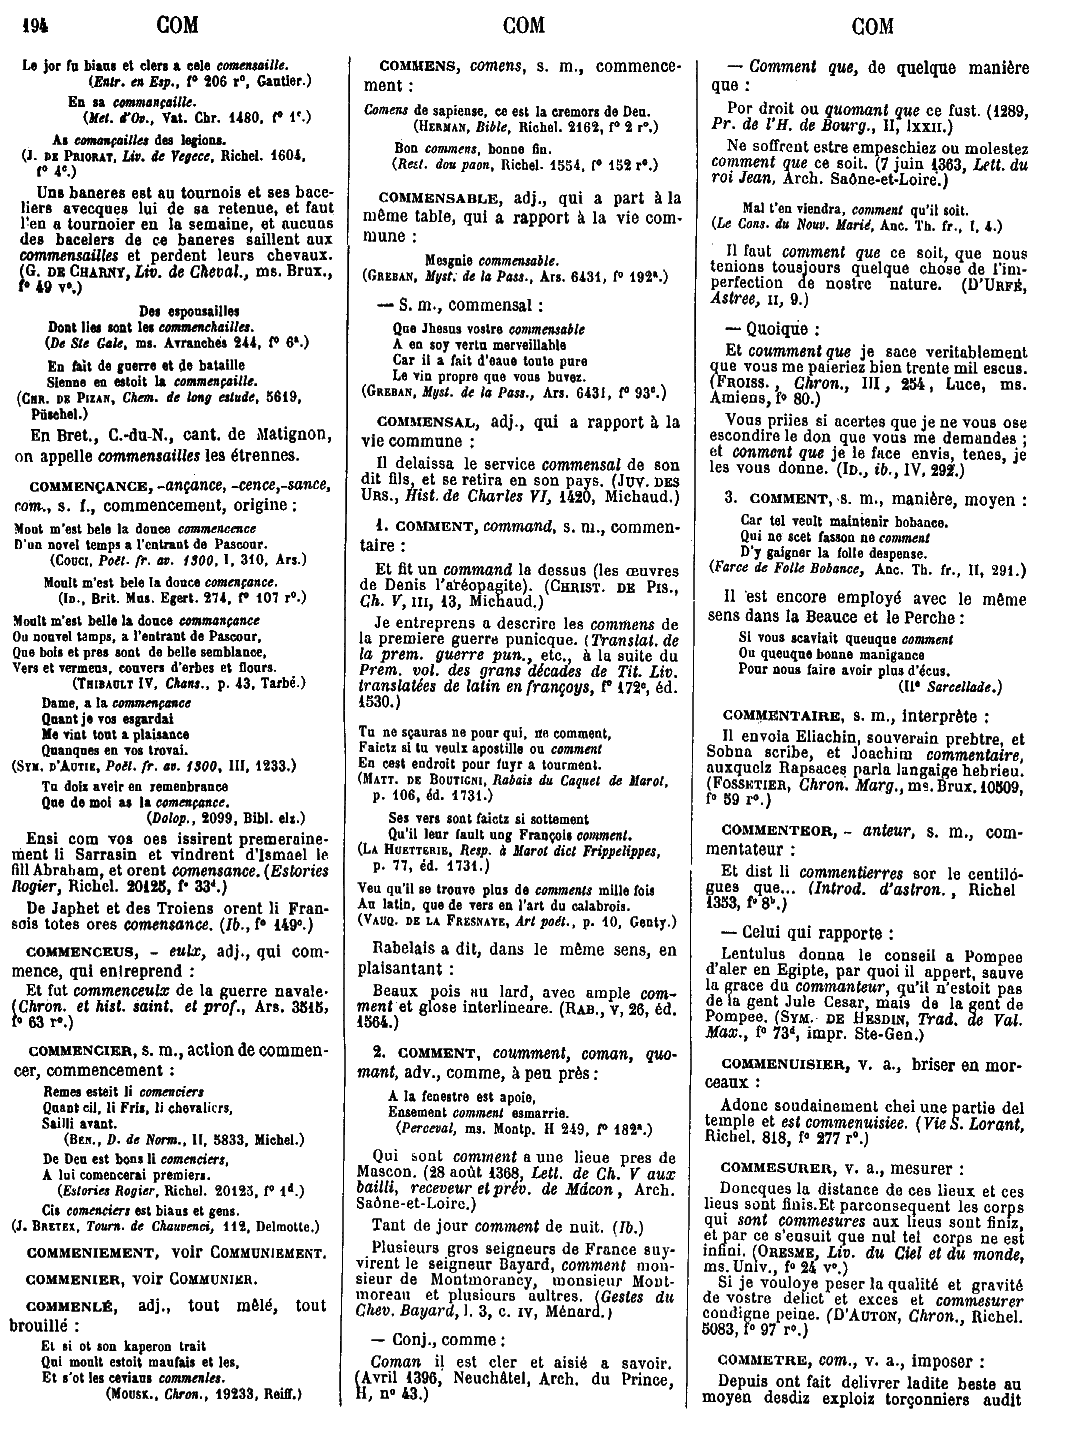 194 COM COM COM
Le jor fu biaus et clers a cele comensaille.
(Entr. en Esp., f° 206 r°, Gautier.)
En sa commançaille.
(Met. d'Ov., Vat. Chr. 1480, f° 1ᶜ.)
As comançailles des legions.
(J. DE PRIORAT, Liv. de Vegece, Richel. 1604,
f° 4ᶜ.)
Uns baneres est au tournois et ses bace-
liers avecques lui de sa retenue, et faut
l'en a tournoier en la semaine, et aucuns
des bacelers de ce baneres saillent aux
commensailles et perdent leurs chevaux.
(G. DE CHARNY, Liv. de Cheval., ms. Brux.,
f° 49 v°.)
Des espousailles
Dont lies sont les commenchailles.
(De Ste Gale, ms. Avranches 244, f° 6ᵃ.)
En fait de guerre et de bataille
Sienne en estoit la commençaille.
(CHR. DE PIZAN, Chem. de long estude, 5619,
Püschel.)
En Bret., C.-du-N., cant. de Matignon,
on appelle commensailles les étrennes.
COMMENÇANCE, -ançance, -cence,-sance,
com., s. f., commencement, origine :
Mout m'est bele la douce commencence
D'un novel temps a l'entrant de Pascour.
(COUCI, Poët. fr. av. 1300, I, 310, Ars.)
Moult m'est bele la douce començance.
(ID., Brit. Mus. Egert. 274, f° 107 r°.)
Moult m'est belle la douce commançance
Ou nouvel tamps, a l'entrant de Pascour,
Que bois et pres sont de belle semblance,
Vers et vermeus, couvers d'erbes et flours.
(THIBAULT IV, Chans., p. 43, Tarbé.)
Dame, a la començance
Quant je vos esgardai
Me vint tout a plaisance
Quanques en vos trovai.
(SYM. D'AUTIE, Poët. fr. av. 1300, III, 1233.)
Tu dois aveir en remenbrance
Que de moi as la començance.
(Dolop., 2099, Bibl. elz.)
Ensi com vos oes issirent premeraine-
ment li Sarrasin et vindrent d'Ismael le
fill Abraham, et orent comensance. (Estories
Rogier, Richel. 20125, f° 33ᵈ.)
De Japhet et des Troiens orent li Fran-
sois totes ores comensance. (Ib., f° 149ᶜ.)
COMMENCEUS, - eulx, adj., qui com-
mence, qui entreprend :
Et fut commenceulx de la guerre navale.
(Chron. et hist. saint. et prof., Ars. 3515,
f° 63 r°.)
COMMENCIER, s. m., action de commen-
cer, commencement :
Remes esteit li comenciers
Quant cil, li Fris, li chevaliers,
Sailli avant.
(BEN., D. de Norm., II, 5833, Michel.)
De Deu est bons li comenciers,
A lui comencerai premiers.
(Estories Rogier, Richel. 20125, f° 1ᵈ.)
Cis comenciers est biaus et gens.
(J. BRETEX, Tourn. de Chauvenci, 112, Delmotte.)
COMMENIEMENT, voir COMMUNIEMENT.
COMMENIER, voir COMMUNIER.
COMMENLÉ, adj., tout mêlé, tout
brouillé :
Et si ot son kaperon trait
Qui moult estoit maufais et les,
Et s'ot les ceviaus commenles.
(MOUSK., Chron., 19233, Reiff.)
COMMENS, comens, s. m., commence-
ment :
Comens de sapiense, ce est la cremors de Deu.
(HERMAN, Bible, Richel. 2162, f° 2 r°.)
Bon commens, bonne fin.
(Rest. dou paon, Richel. 1554, f° 152 r°.)
COMMENSABLE, adj., qui a part à la
même table, qui a rapport à la vie com-
mune :
Mesgnie commensable.
(GREBAN, Myst. de la Pass., Ars. 6431, f° 192ᵃ.)
— S. m., commensal :
Que Jhesus vostre commensable
A en soy vertu merveillable
Car il a fait d'eaue toute pure
Le vin propre que vous buvez.
(GREBAN, Myst. de la Pass., Ars. 6431, f° 93ᶜ.)
COMMENSAL, adj., qui a rapport à la
vie commune :
Il delaissa le service commensal de son
dit fils, et se retira en son pays. (JUV. DES
URS., Hist. de Charles VI, 1420, Michaud.)
1. COMMENT, command, s. m., commen-
taire :
Et fit un command la dessus (les œuvres
de Denis l'aréopagite). (CHRIST. DE PIS.,
Ch. V, III, 13, Michaud.)
Je entreprens a descrire les commens de
la premiere guerre punicque. (Translat. de
la prem. guerre pun., etc., à la suite du
Prem. vol. des grans décades de Tit. Liv.
translatées de latin en françoys, f° 172ᶜ, éd.
1530.)
Tu ne sçauras ne pour qui, ne comment,
Faictz si tu veulx apostille ou comment
En cest endroit pour fuyr a tourment.
(MATT. DE BOUTIGNI, Rabais du Caquet de Marot,
p. 106, éd. 1731.)
Ses vers sont faictz si sottement
Qu'il leur fault ung François comment.
(LA HUETTERIE, Resp. à Marot dict Frippelippes,
p. 77, éd. 1731.)
Veu qu'il se trouve plus de comments mille fois
Au latin, que de vers en l'art du calabrois.
(VAUQ. DE LA FRESNAYE, Art poét., p. 10, Genty.)
Rabelais a dit, dans le même sens, en
plaisantant :
Beaux pois au lard, avec ample com-
ment et glose interlineaire. (RAB., V, 26, éd.
1564.)
2. COMMENT, coumment, coman, quo-
mant, adv., comme, à peu près :
A la fenestre est apoie,
Ensement comment esmarrie.
(Perceval, ms. Montp. H 249, f° 182ᵃ.)
Qui sont comment a une lieue pres de
Mascon. (28 août 1368, Lett. de Ch. V aux
bailli, receveur et prév. de Mâcon, Arch.
Saône-et-Loire.)
Tant de jour comment de nuit. (Ib.)
Plusieurs gros seigneurs de France suy-
virent le seigneur Bayard, comment mon-
sieur de Montmorancy, monsieur Mont-
moreau et plusieurs aultres. (Gestes du
Chev. Bayard, l. 3, c. IV, Ménard.)
— Conj., comme :
Coman il est cler et aisié a savoir.
(Avril 1396, Neuchâtel, Arch. du Prince,
H, n° 43.)
— Comment que, de quelque manière
que :
Por droit ou quomant que ce fust. (1289,
Pr. de l'H. de Bourg., II, lxxii.)
Ne soffrent estre empeschiez ou molestez
comment que ce soit. (7 juin 1363, Lett. du
roi Jean, Arch. Saône-et-Loire.)
Mal t'en viendra, comment qu'il soit.
(Le Cons. du Nouv. Marié, Anc. Th. fr., I, 4.)
Il faut comment que ce soit, que nous
tenions tousjours quelque chose de l'im-
perfection de nostre nature. (D'URFÉ,
Astree, II, 9.)
— Quoique :
Et coumment que je sace veritablement
que vous me paieriez bien trente mil escus.
(FROISS., Chron., III, 254, Luce, ms.
Amiens, f° 80.)
Vous priies si acertes que je ne vous ose
escondire le don que vous me demandes ;
et conment que je le face envis, tenes, je
les vous donne. (ID., ib., IV, 292.)
3. COMMENT, s. m., manière, moyen :
Car tel veult maintenir bobance.
Qui ne scet fasson ne comment
D'y gaigner la folle despense.
(Farce de Folle Bobance, Anc. Th. fr., II, 291.)
Il est encore employé avec le même
sens dans la Beauce et le Perche :
Si vous scaviait queuque comment
Ou queuque bonne manigance
Pour nous faire avoir plus d'écus.
(IIᵉ Sarcellade.)
COMMENTAIRE, s. m., interprète :
Il envoia Eliachin, souverain prebtre, et
Sobna scribe, et Joachim commentaire,
auxquelz Rapsaces parla langaige hebrieu.
(FOSSETIER, Chron. Marg., ms. Brux. 10509,
f° 59 r°.)
COMMENTEOR, - anteur, s. m., com-
mentateur :
Et dist li commentierres sor le centilo-
gues que... (Introd. d'astron., Richel
1353, f° 8ᵇ.)
— Celui qui rapporte :
Lentulus donna le conseil a Pompee
d'aler en Egipte, par quoi il appert, sauve
la grace du commanteur, qu'il n'estoit pas
de la gent Jule Cesar, mais de la gent de
Pompee. (SYM. DE HESDIN, Trad. de Val.
Max., f° 73ᵈ, impr. Ste-Gen.)
COMMENUISIER, v. a., briser en mor-
ceaux :
Adonc soudainement chei une partie del
temple et est commenuisiee. (Vie S. Lorant,
Richel. 818, f° 277 r°.)
COMMESURER, v. a., mesurer :
Doncques la distance de ces lieux et ces
lieus sont finis. Et parconsequent les corps
qui sont commesures aux lieus sont finiz,
et par ce s'ensuit que nul tel corps ne est
infini. (ORESME, Liv. du Ciel et du monde,
ms. Univ., f° 24 v°.)
Si je vouloye peser la qualité et gravité
de vostre delict et exces et commesurer
condigne peine. (D'AUTON, Chron., Richel.
5083, f° 97 r°.)
COMMETRE, com., v. a., imposer :
Depuis ont fait delivrer ladite beste au
moyen desdiz exploiz torçonniers audit